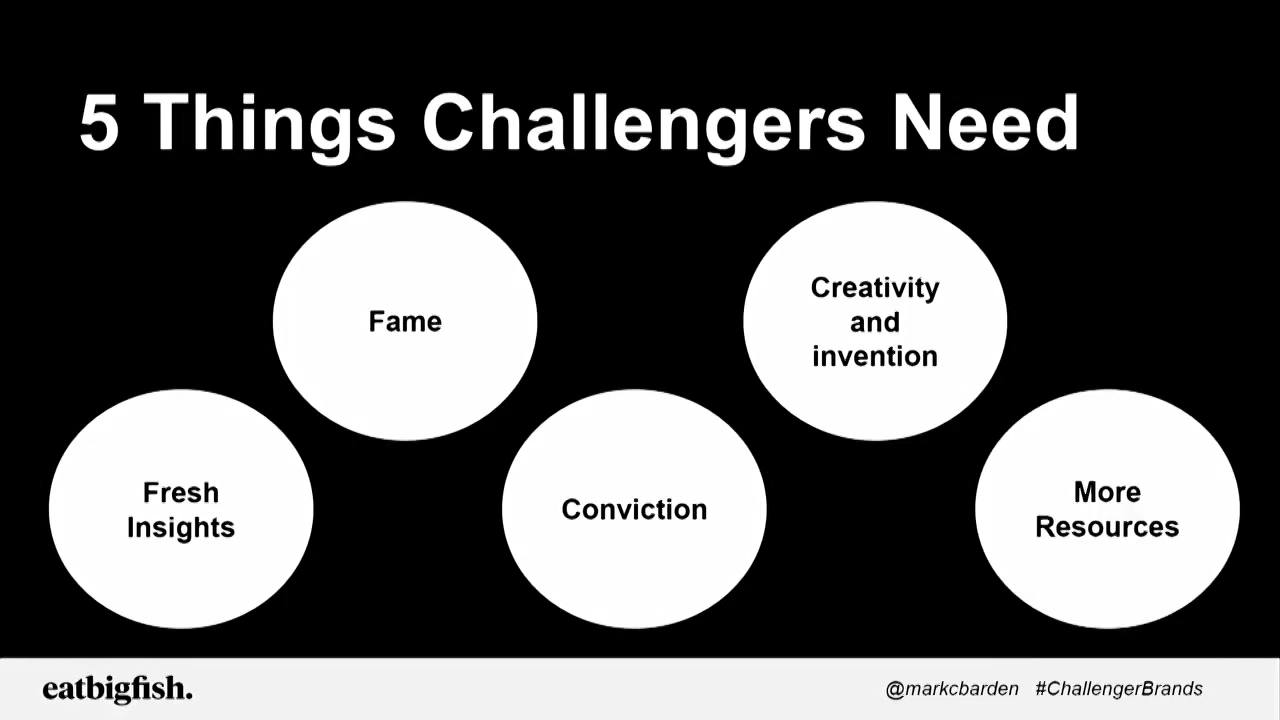 5 Things Challengers Need
Fame
Creativity
and
invention
Fresh
Insights
Conviction
More
Resources
eatbigfish.
@markcbarden #ChallengerBrands